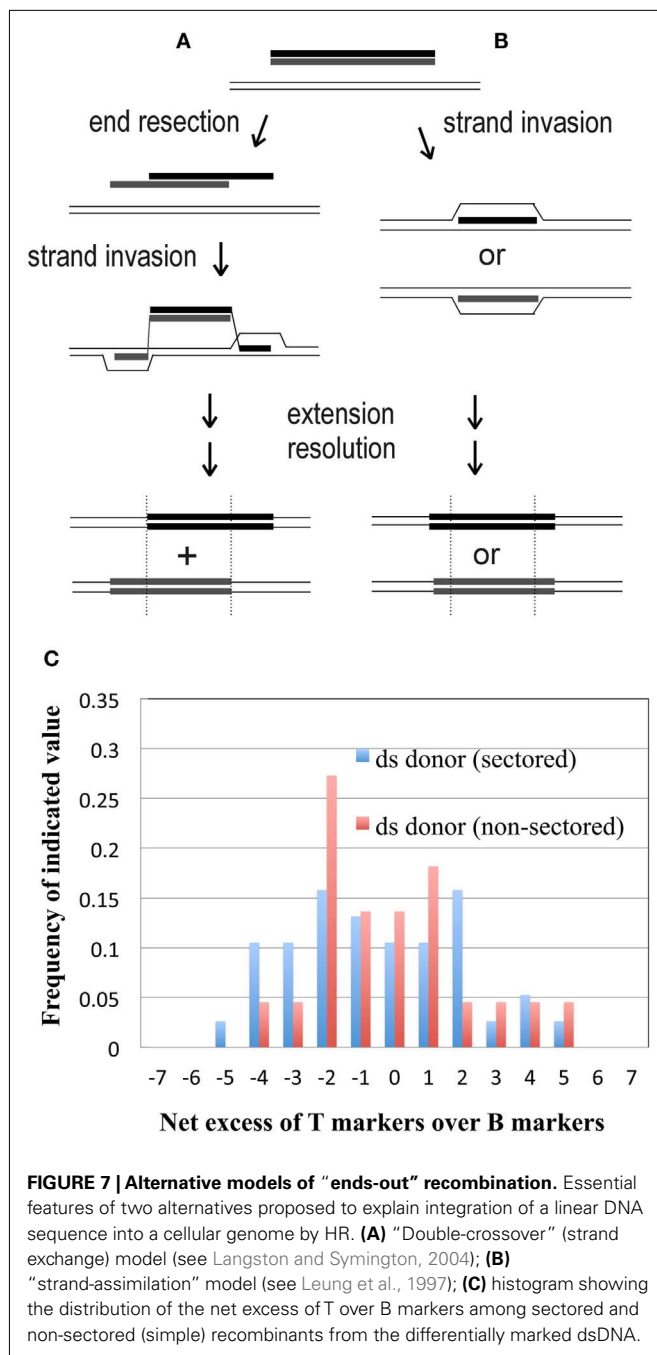 A
B
end resection
strand invasion
or
strand invasion
extension
resolution
+
or
C
Frequency of indicated value
0.35
0.3
0.25
0.2
0.15
0.1
0.05
0
ds donor (sectored)
ds donor (non-sectored)
-7 -6 -5 -4 -3 -2 -1 0 1 2 3 4 5 6 7
Net excess of T markers over B markers
FIGURE 7 | Alternative models of “ends-out” recombination. Essential
features of two alternatives proposed to explain integration of a linear DNA
sequence into a cellular genome by HR. (A) “Double-crossover” (strand
exchange) model (see Langston and Symington, 2004); (B)
“strand-assimilation” model (see Leung et al., 1997); (C) histogram showing
the distribution of the net excess of T over B markers among sectored and
non-sectored (simple) recombinants from the differentially marked dsDNA.